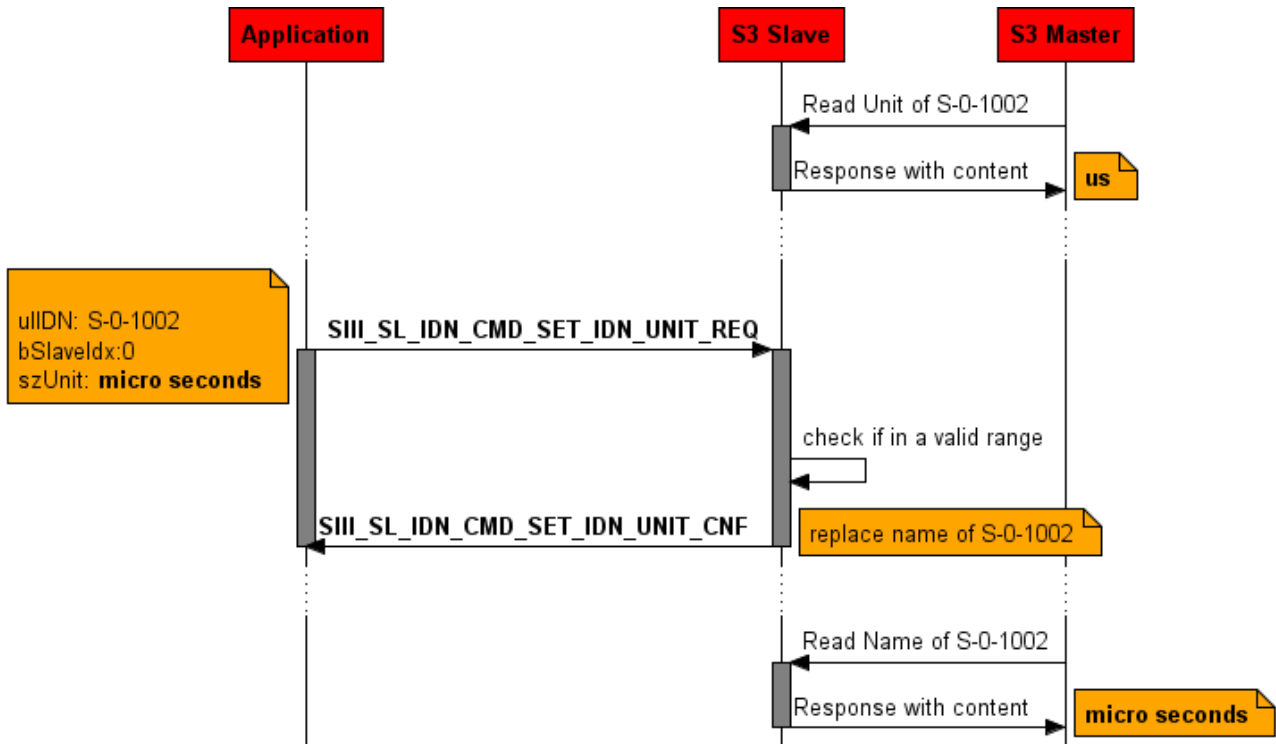 Application
S3 Slave
S3 Master
Read Unit of S-0-1002
Response with content
us
ulIDN: S-0-1002
bSlaveIdx:0
szUnit: micro seconds
SIII_SL_IDN_CMD_SET_IDN_UNIT_REQ
check if in a valid range
SIII_SL_IDN_CMD_SET_IDN_UNIT_CNF
replace name of S-0-1002
Read Name of S-0-1002
Response with content
micro seconds